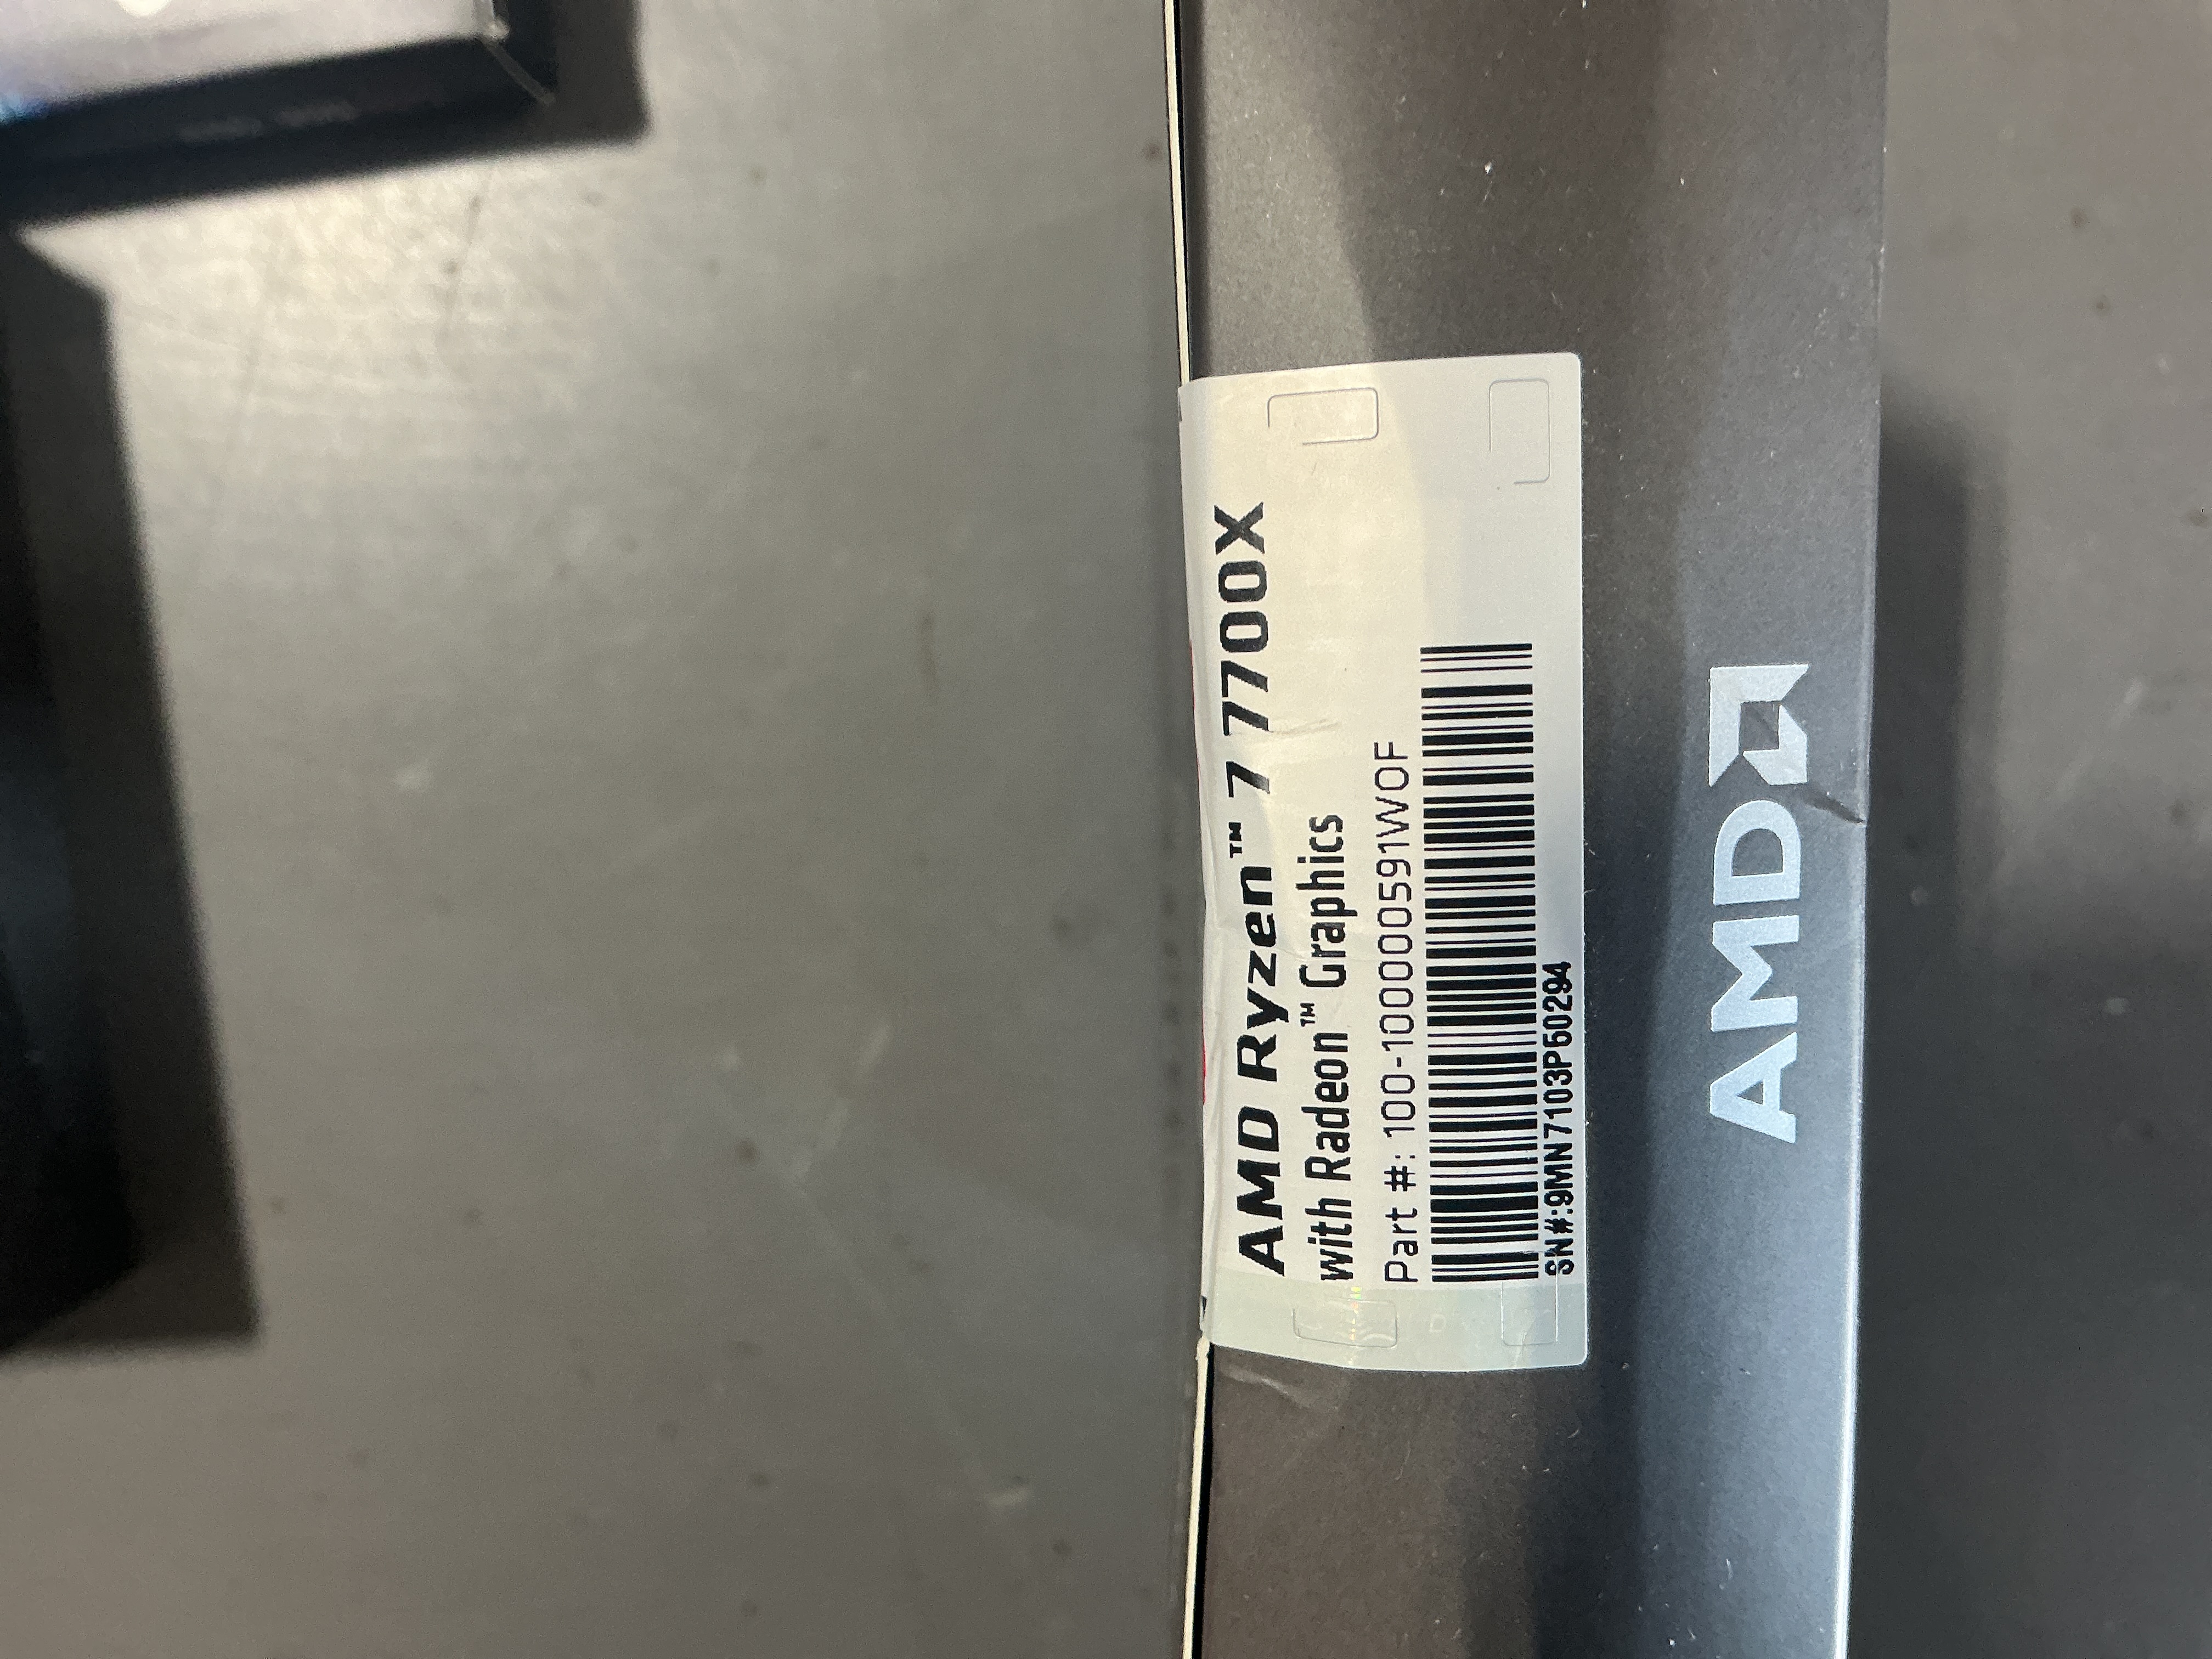 AMD Ryzen™ 7 7700X
with Radeon™ Graphics
Part #: 100-100000591WOF
SN#:9MN7103P60294
AMD